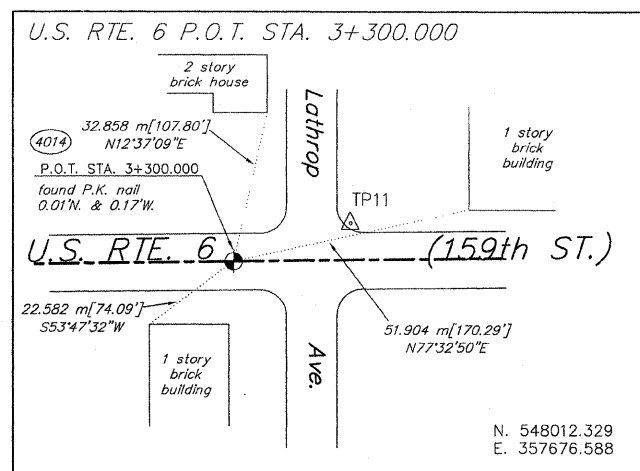 U.S. RTE. 6 P.O.T. STA. 3+300.000
2 story
brick house
32.858 m[107.80']
N12°37'09"E
4014
P.O.T. STA. 3+300.000
found P.K. nail
0.01'N. & 0.17'W.
Lathrop
TP11
1 story
brick
building
U.S. RTE. 6
(159th ST.)
22.582 m[74.09']
S53°47'32"W
51.904 m[170.29']
N77°32'50"E
1 story
brick
building
Ave.
N. 548012.329
E. 357676.588